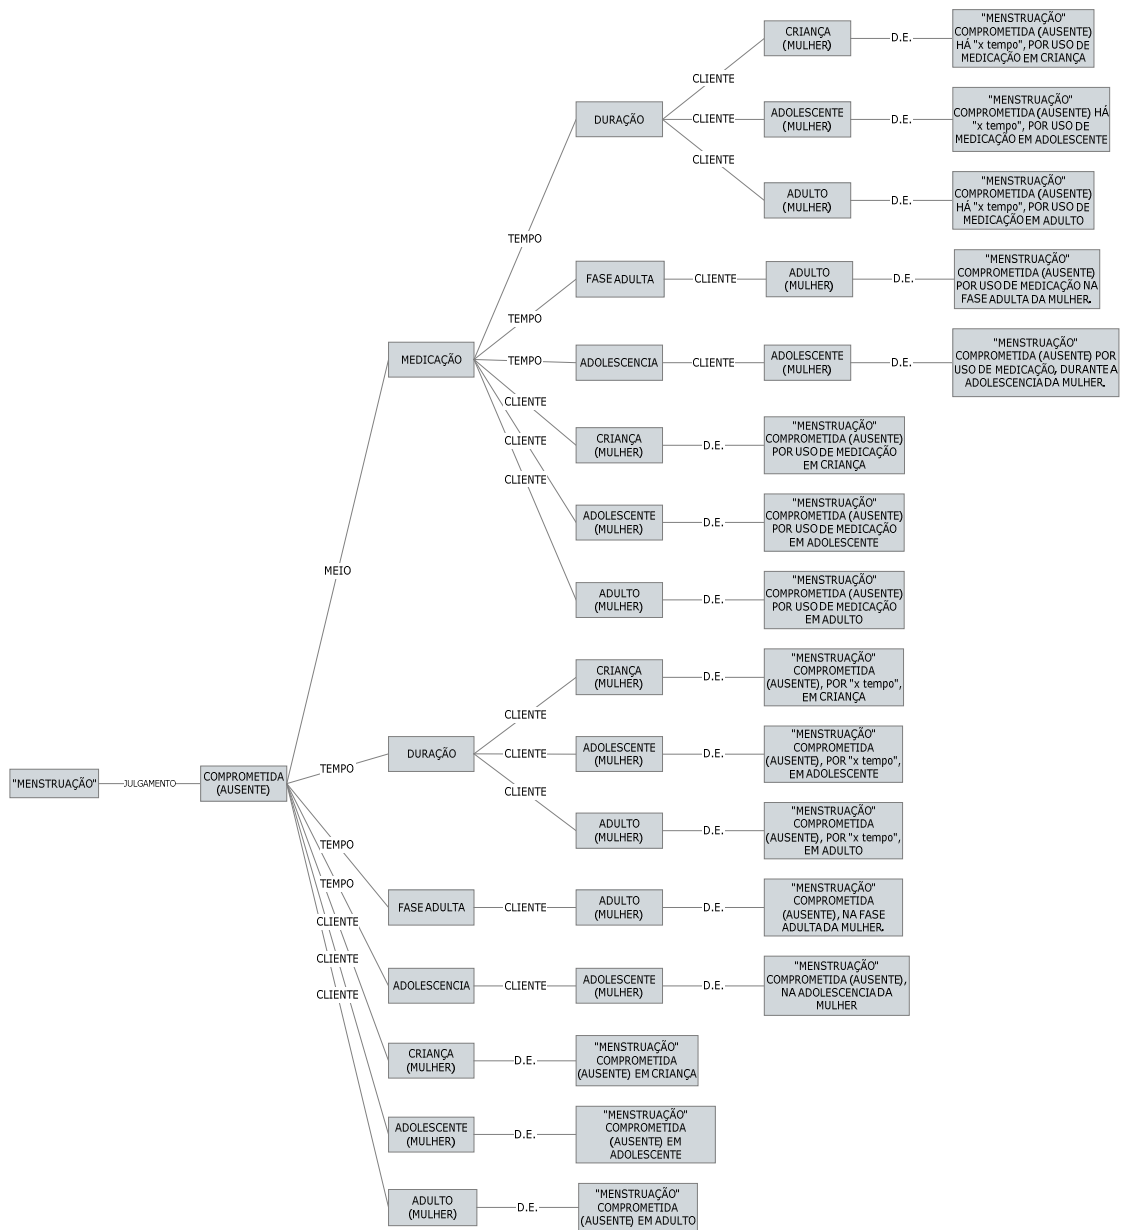 CRIANÇA
(MULHER)
D.E.
"MENSTRUAÇÃO"
COMPROMETIDA (AUSENTE)
HÁ "x tempo", POR USO DE
MEDICAÇÃO EM CRIANÇA
CLIENTE
DURAÇÃO
CLIENTE
ADOLESCENTE
(MULHER)
D.E.
"MENSTRUAÇÃO"
COMPROMETIDA (AUSENTE) HÁ
"x tempo", POR USO DE
MEDICAÇÃO EM ADOLESCENTE
CLIENTE
ADULTO
(MULHER)
D.E.
"MENSTRUAÇÃO"
COMPROMETIDA (AUSENTE)
HÁ "x tempo", POR USO DE
MEDICAÇÃO EM ADULTO
TEMPO
FASE ADULTA
CLIENTE
ADULTO
(MULHER)
D.E.
"MENSTRUAÇÃO"
COMPROMETIDA (AUSENTE)
POR USO DE MEDICAÇÃO NA
FASE ADULTA DA MULHER.
TEMPO
MEDICAÇÃO
TEMPO
ADOLESCENCIA
CLIENTE
ADOLESCENTE
(MULHER)
D.E.
"MENSTRUAÇÃO"
COMPROMETIDA (AUSENTE) POR
USO DE MEDICAÇÃO, DURANTE A
ADOLESCENCIA DA MULHER.
CLIENTE
CRIANÇA
(MULHER)
D.E.
"MENSTRUAÇÃO"
COMPROMETIDA (AUSENTE)
POR USO DE MEDICAÇÃO
EM CRIANÇA
CLIENTE
CLIENTE
ADOLESCENTE
(MULHER)
D.E.
"MENSTRUAÇÃO"
COMPROMETIDA (AUSENTE)
POR USO DE MEDICAÇÃO
EM ADOLESCENTE
MEIO
ADULTO
(MULHER)
D.E.
"MENSTRUAÇÃO"
COMPROMETIDA (AUSENTE)
POR USO DE MEDICAÇÃO
EM ADULTO
CRIANÇA
(MULHER)
D.E.
"MENSTRUAÇÃO"
COMPROMETIDA
(AUSENTE), POR "x tempo",
EM CRIANÇA
CLIENTE
TEMPO
DURAÇÃO
CLIENTE
ADOLESCENTE
(MULHER)
D.E.
"MENSTRUAÇÃO"
COMPROMETIDA
(AUSENTE), POR "x tempo",
EM ADOLESCENTE
"MENSTRUAÇÃO"
JULGAMENTO
COMPROMETIDA
(AUSENTE)
CLIENTE
ADULTO
(MULHER)
D.E.
"MENSTRUAÇÃO"
COMPROMETIDA
(AUSENTE), POR "x tempo",
EM ADULTO
TEMPO
TEMPO
FASE ADULTA
CLIENTE
ADULTO
(MULHER)
D.E.
"MENSTRUAÇÃO"
COMPROMETIDA
(AUSENTE), NA FASE
ADULTA DA MULHER.
CLIENTE
CLIENTE
CLIENTE
ADOLESCENCIA
CLIENTE
ADOLESCENTE
(MULHER)
D.E.
"MENSTRUAÇÃO"
COMPROMETIDA (AUSENTE),
NA ADOLESCENCIA DA
MULHER
CRIANÇA
(MULHER)
D.E.
"MENSTRUAÇÃO"
COMPROMETIDA
(AUSENTE) EM CRIANÇA
ADOLESCENTE
(MULHER)
D.E.
"MENSTRUAÇÃO"
COMPROMETIDA
(AUSENTE) EM
ADOLESCENTE
ADULTO
(MULHER)
D.E.
"MENSTRUAÇÃO"
COMPROMETIDA
(AUSENTE) EM ADULTO